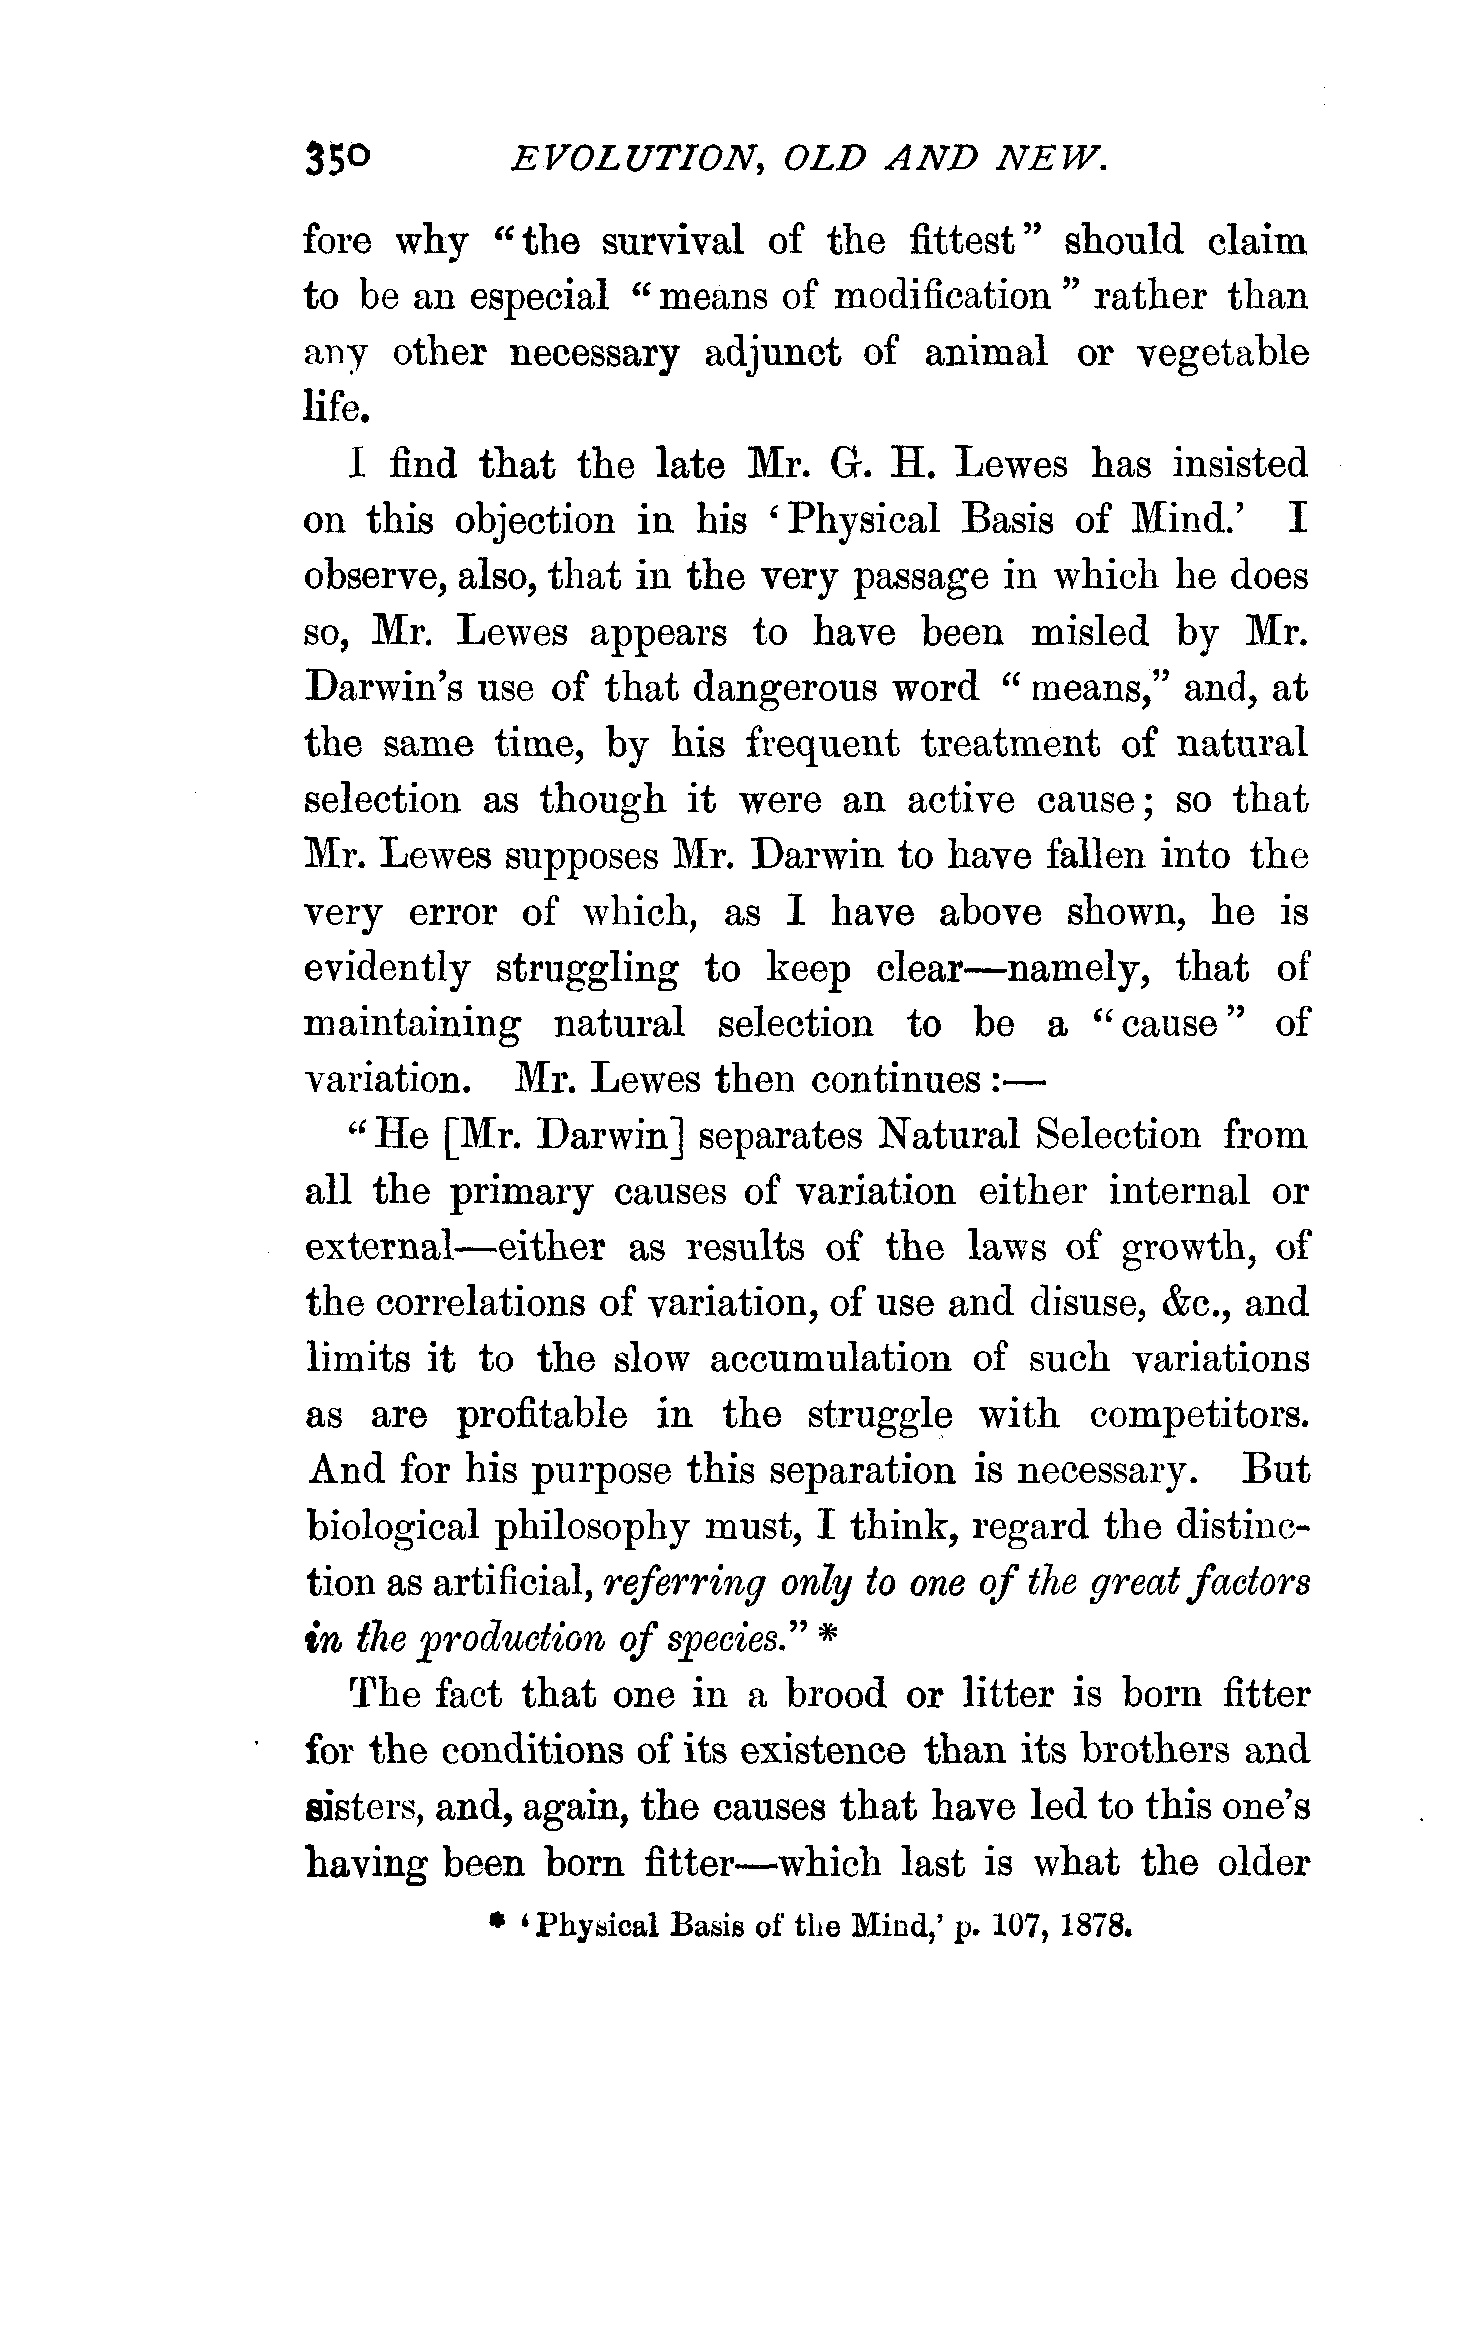 350 EVOLUTION, OLD AND NEW.
fore why "the survival of the fittest" should claim
to be an especial "means of modification" rather than
any other necessary adjunct of animal or vegetable
life.
I find that the late Mr. G. H. Lewes has insisted
on this objection in his 'Physical Basis of Mind.' I
observe, also, that in the very passage in which he does
so, Mr. Lewes appears to have been misled by Mr.
Darwin's use of that dangerous word "means," and, at
the same time, by his frequent treatment of natural
selection as though it were an active cause; so that
Mr. Lewes supposes Mr. Darwin to have fallen into the
very error of which, as I have above shown, he is
evidently struggling to keep clear—namely, that of
maintaining natural selection to be a "cause" of
variation. Mr. Lewes then continues:—
"He [Mr. Darwin] separates Natural Selection from
all the primary causes of variation either internal or
external—either as results of the laws of growth, of
the correlations of variation, of use and disuse, &c., and
limits it to the slow accumulation of such variations
as are profitable in the struggle with competitors.
And for his purpose this separation is necessary. But
biological philosophy must, I think, regard the distinc-
tion as artificial, referring only to one of the great factors
in the production of species." *
The fact that one in a brood or litter is born fitter
for the conditions of its existence than its brothers and
sisters, and, again, the causes that have led to this one's
having been born fitter—which last is what the older
* 'Physical Basis of the Mind,' p. 107, 1878.